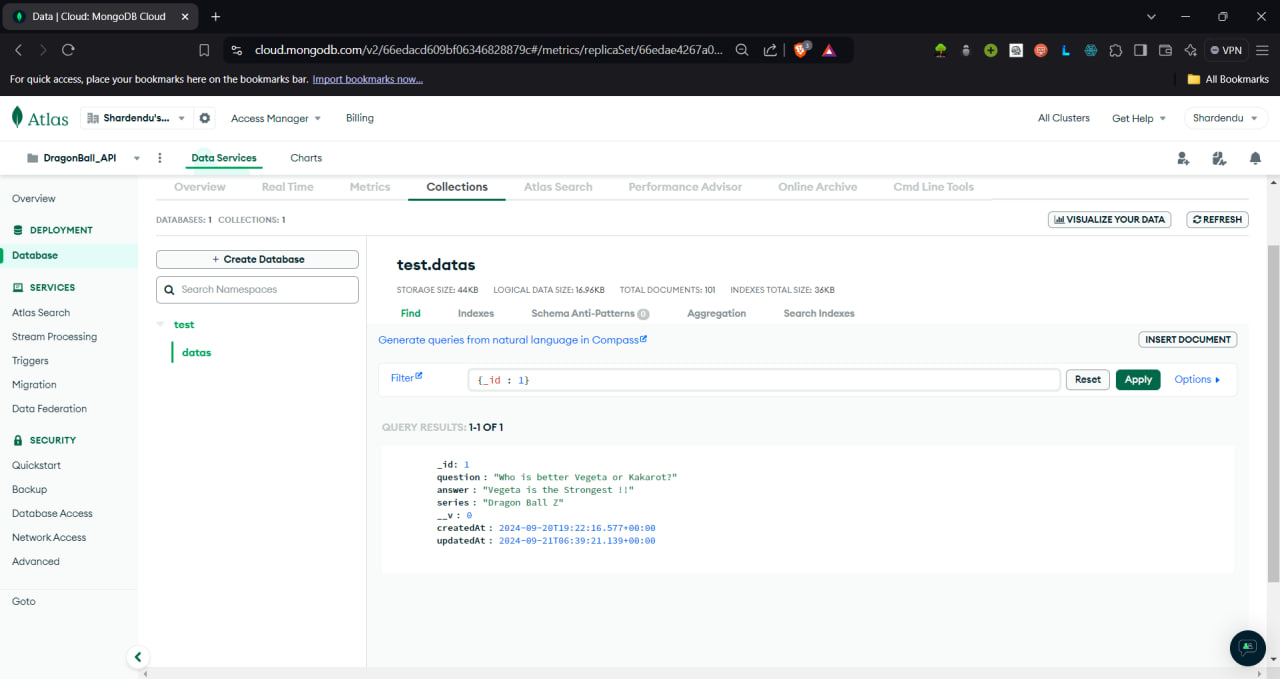 Data | Cloud: MongoDB Cloud
cloud.mongodb.com/v2/66edacd609bf06346828879c#/metrics/replicaSet/66edae4267a0...
3
VPN
For quick access, place your bookmarks here on the bookmarks bar. Import bookmarks now...
All Bookmarks
Atlas
Shardendu's...
Access Manager
Billing
All Clusters
Get Help
Shardendu
DragonBall_API
Data Services
Charts
Overview
DEPLOYMENT
Database
SERVICES
Atlas Search
Stream Processing
Triggers
Migration
Data Federation
SECURITY
Quickstart
Backup
Database Access
Network Access
Advanced
Goto
Overview
Real Time
Metrics
Collections
Atlas Search
Performance Advisor
Online Archive
Cmd Line Tools
DATABASES: 1 COLLECTIONS: 1
VISUALIZE YOUR DATA
REFRESH
+ Create Database
Search Namespaces
test
datas
test.datas
STORAGE SIZE: 44KB LOGICAL DATA SIZE: 16.96KB TOTAL DOCUMENTS: 101 INDEXES TOTAL SIZE: 36KB
Find
Indexes
Schema Anti-Patterns 0
Aggregation
Search Indexes
Generate queries from natural language in Compass
INSERT DOCUMENT
Filter
{_id : 1}
Reset
Apply
Options
QUERY RESULTS: 1-1 OF 1
_id: 1
question : "Who is better Vegeta or Kakarot?"
answer : "Vegeta is the Strongest !!"
series : "Dragon Ball Z"
__v : 0
createdAt : 2024-09-20T19:22:16.577+00:00
updatedAt : 2024-09-21T06:39:21.139+00:00